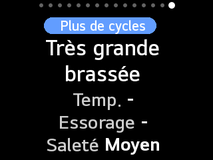 Plus de cycles
Très grande
brassée
Temp. -
Essorage -
Saleté Moyen